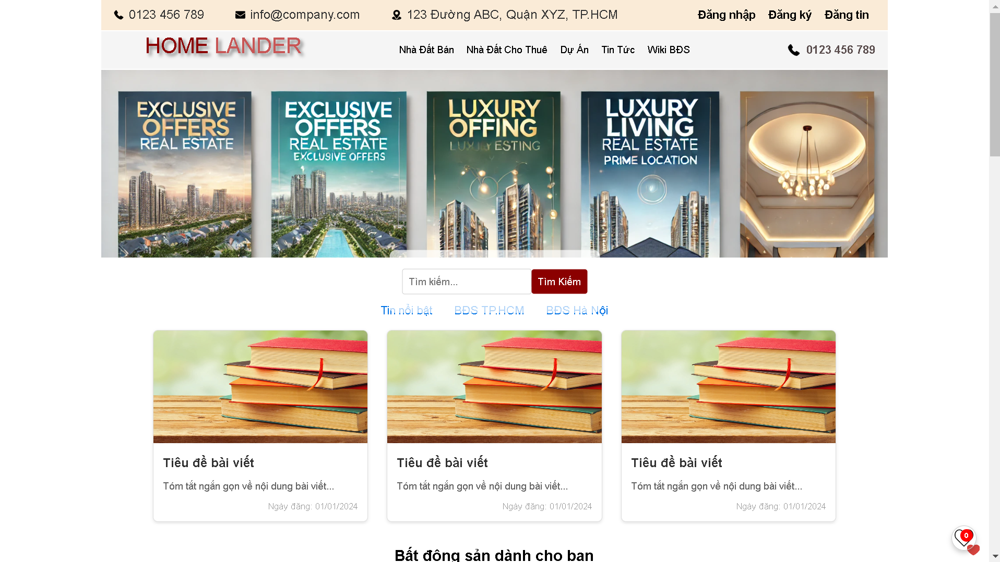 0123 456 789
info@company.com
123 Đường ABC, Quận XYZ, TP.HCM
Đăng nhập
Đăng ký
Đăng tin
HOME LANDER
Nhà Đất Bán
Nhà Đất Cho Thuê
Dự Án
Tin Tức
Wiki BĐS
0123 456 789
EXCLUSIVE
OFFERS
REAL ESTATE
EXCLUSIVE
OFFERS
REAL ESTATE
EXCLUSIVE OFFERS
LUXURY
OFFING
ESTING
LUXURY
LIVING
REAL ESTATE
PRIME LOCATION
Tìm kiếm...
Tìm Kiếm
Tin nổi bật
BĐS TP.HCM
BĐS Hà Nội
Tiêu đề bài viết
Tóm tắt ngắn gọn về nội dung bài viết...
Ngày đăng: 01/01/2024
Tiêu đề bài viết
Tóm tắt ngắn gọn về nội dung bài viết...
Ngày đăng: 01/01/2024
Tiêu đề bài viết
Tóm tắt ngắn gọn về nội dung bài viết...
Ngày đăng: 01/01/2024
0
Bất động sản dành cho bạn